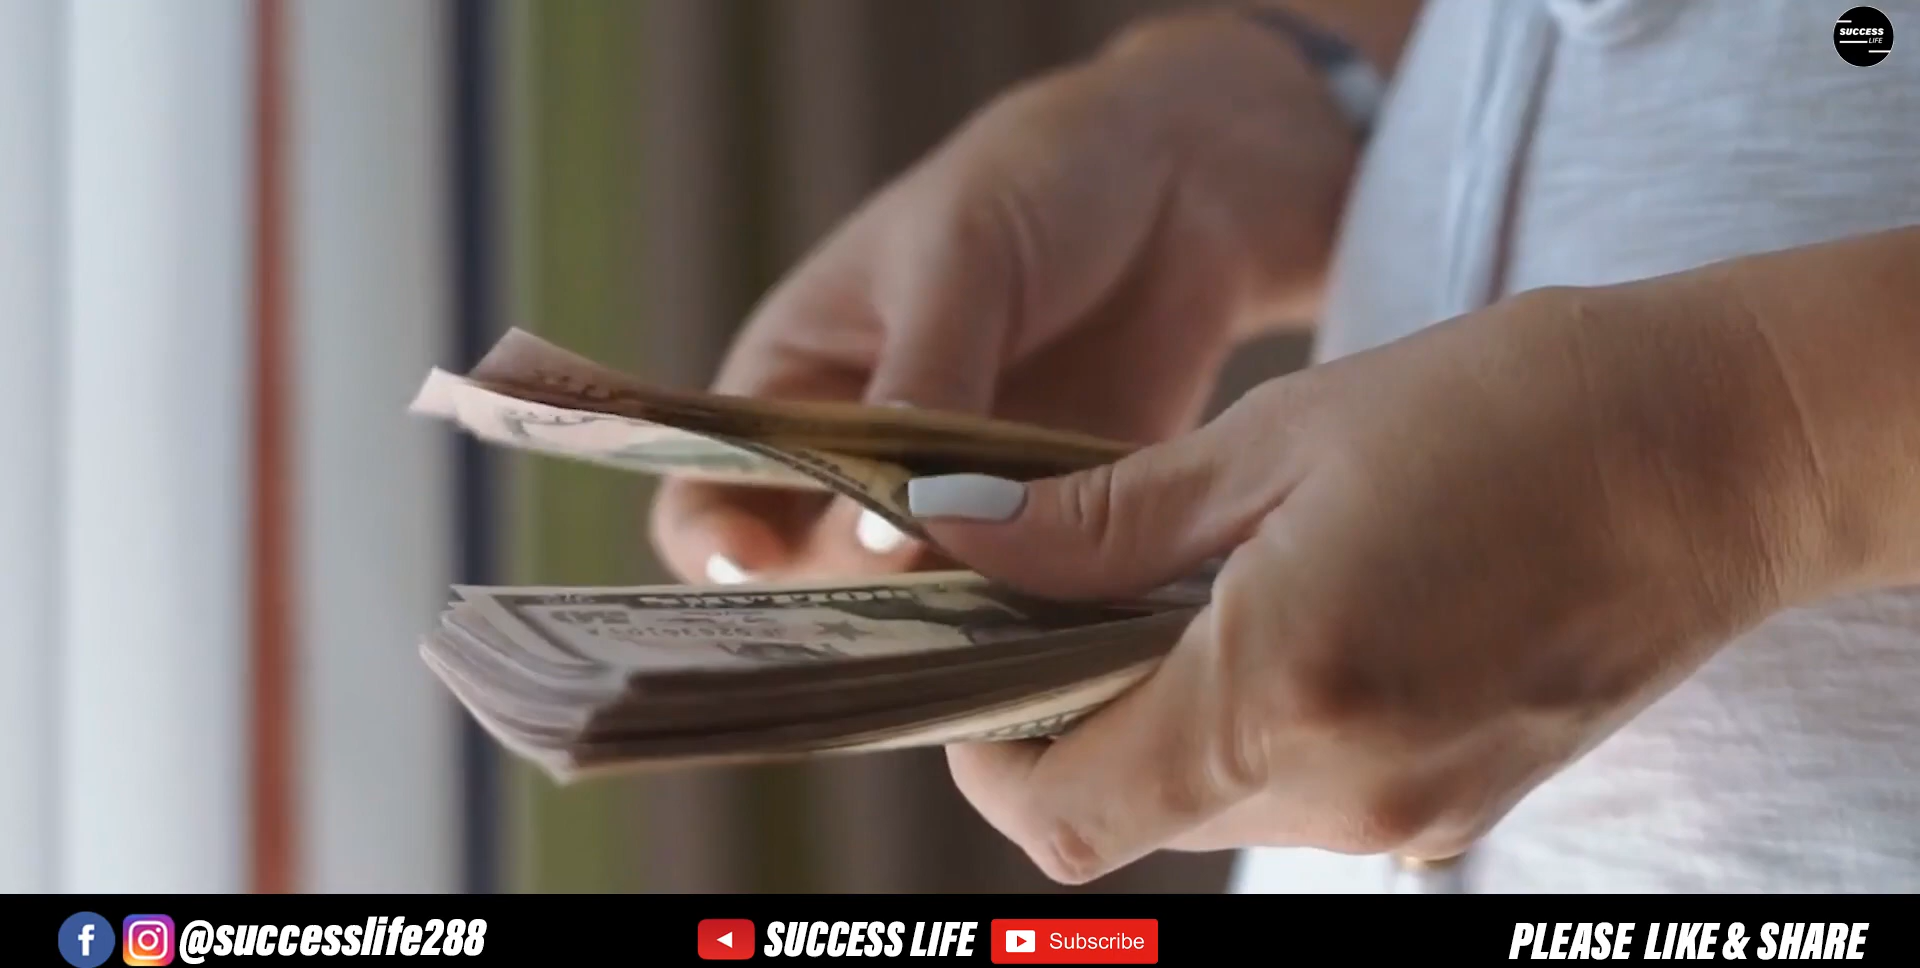 SUCCESS
LIFE
@successlife288
SUCCESS LIFE
Subscribe
PLEASE LIKE & SHARE